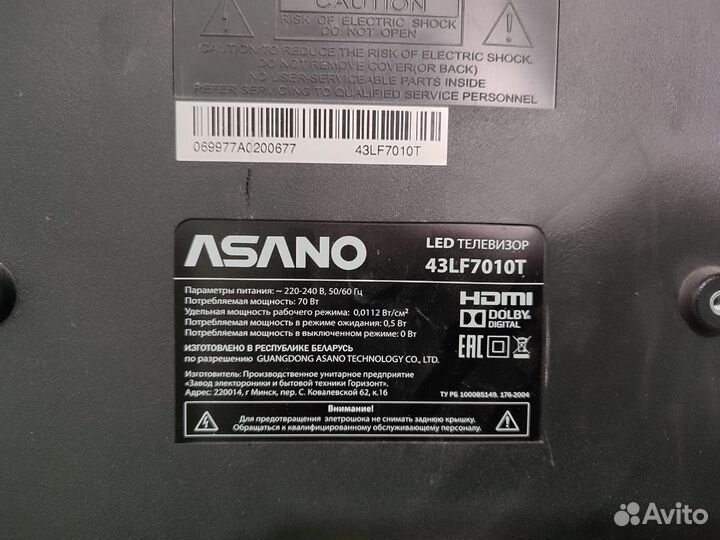 CAUTION
RISK OF ELECTRIC SHOCK
DO NOT OPEN
CAUTION:TO REDUCE THE RISK OF ELECTRIC SHOCK.
DO NOT REMOVE COVER(OR BACK)
NO USER-SERVICEABLE PARTS INSIDE
REFER SERVICING TO QUALIFIED SERVICE PERSONNEL
069977A0200677 43LF7010T
ASANO
LED ТЕЛЕВИЗОР
43LF7010T
Параметры питания: ~ 220-240 В, 50/60 Гц
Потребляемая мощность: 70 Вт
Удельная мощность рабочего режима: 0,0112 Вт/см²
Потребляемая мощность в режиме ожидания: 0,5 Вт
Потребляемая мощность в выключенном режиме: 0 Вт
HDMI
DOLBY
DIGITAL
EAC
ИЗГОТОВЛЕНО В РЕСПУБЛИКЕ БЕЛАРУСЬ
по разрешению GUANGDONG ASANO TECHNOLOGY CO., LTD.
Изготовитель: Производственное унитарное предприятие
«Завод электороники и бытовой техники Горизонт».
Адрес: 220014, г Минск, пер. С. Ковалевской 62, к.16
ТУ РБ 100085149. 176-2004
Внимание!
Для предотвращения элетрошока не снимать заднюю крышку.
Обращаться к квалифицированному обслуживающему персоналу.
Avito